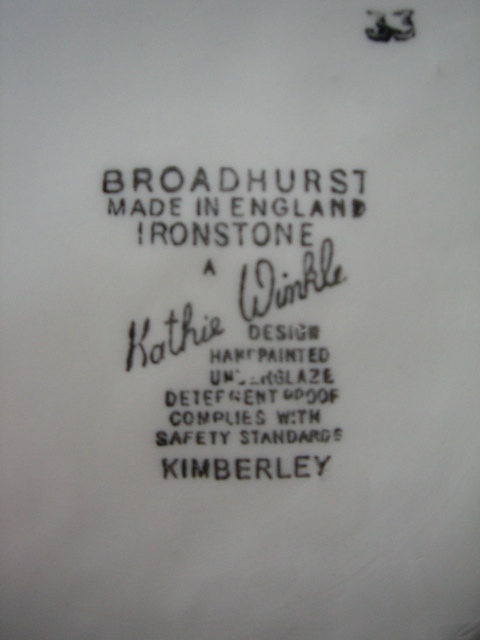 33
BROADHURST
MADE IN ENGLAND
IRONSTONE
A
Kathie Winkle
DESIGN
HANDPAINTED
UNDERGLAZE
DETERGENT PROOF
COMPLIES WITH
SAFETY STANDARDS
KIMBERLEY